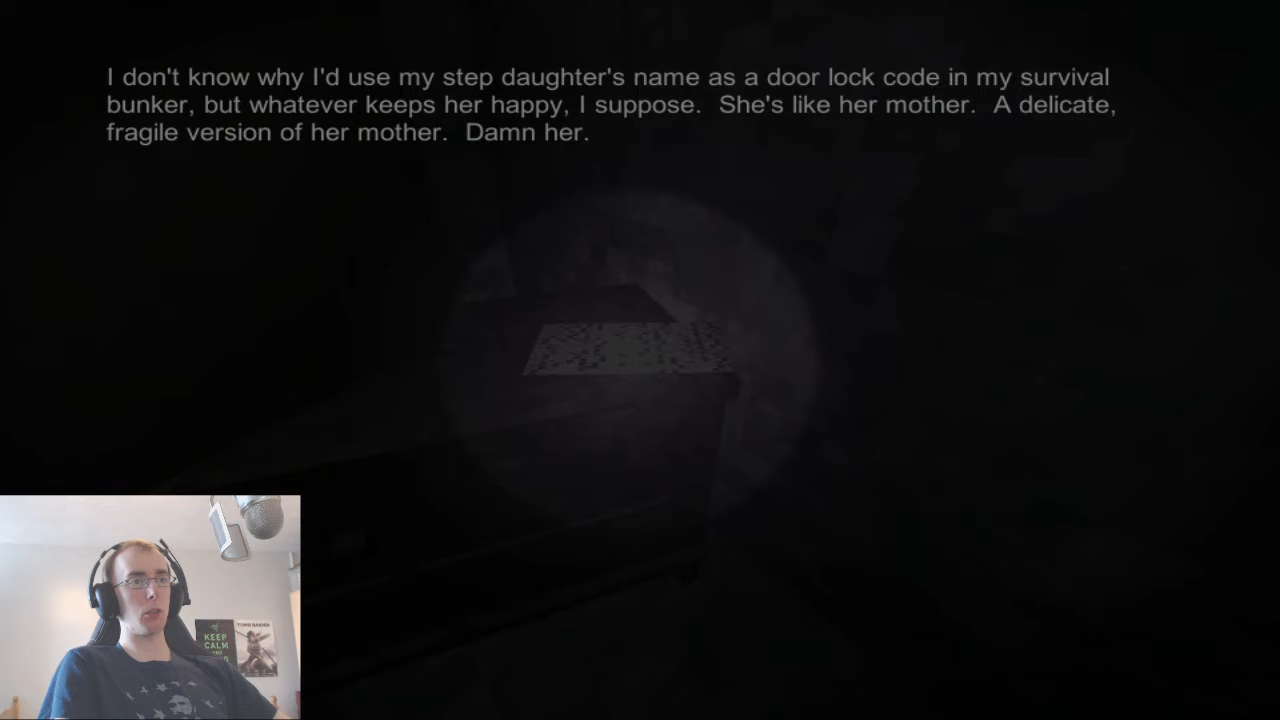 I don't know why I'd use my step daughter's name as a door lock code in my survival
bunker, but whatever keeps her happy, I suppose.  She's like her mother.  A delicate,
fragile version of her mother.  Damn her.
KEEP
CALM
TOMB RAIDER